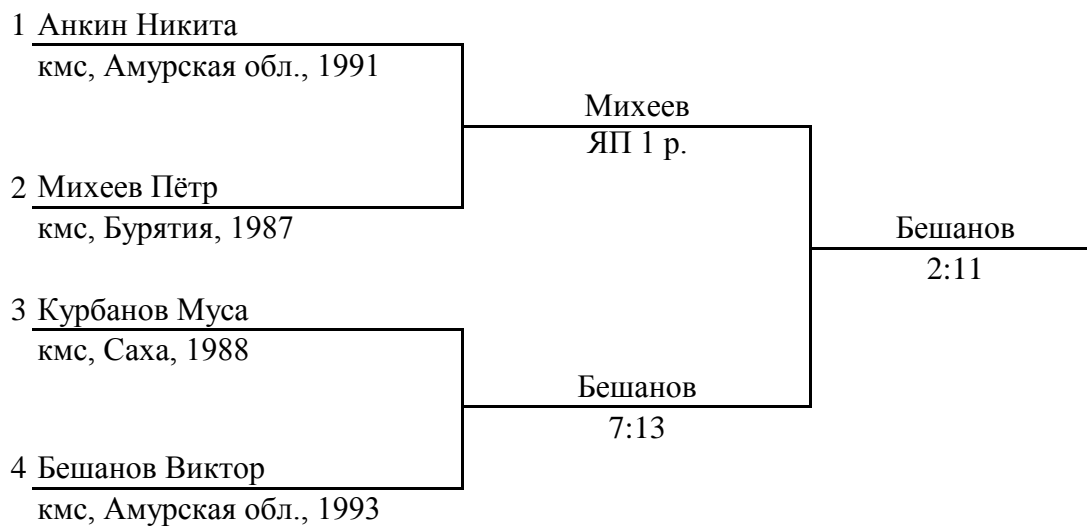 1 Анкин Никита
кмс, Амурская обл., 1991
Михеев
ЯП 1 р.
2 Михеев Пётр
кмс, Бурятия, 1987
Бешанов
2:11
3 Курбанов Муса
кмс, Саха, 1988
Бешанов
7:13
4 Бешанов Виктор
кмс, Амурская обл., 1993